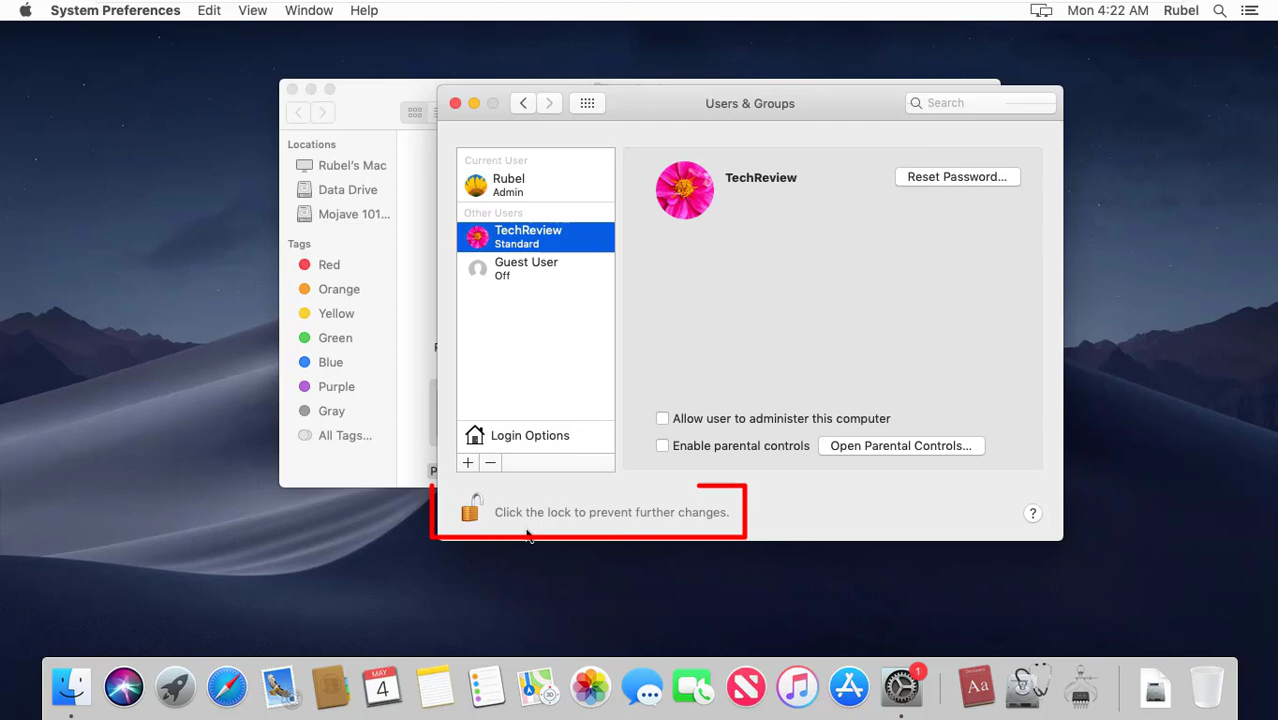 System Preferences Edit View Window Help Mon 4:22 AM Rubel
Users & Groups
Search
Locations
Rubel's Mac
Data Drive
Mojave 101...
Tags
Red
Orange
Yellow
Green
Blue
Purple
Gray
All Tags...
Current User
Rubel
Admin
Other Users
TechReview
Standard
Guest User
Off
Login Options
+ −
TechReview
Reset Password...
Allow user to administer this computer
Enable parental controls
Open Parental Controls...
Click the lock to prevent further changes.
?
MAY
4
1
Aa